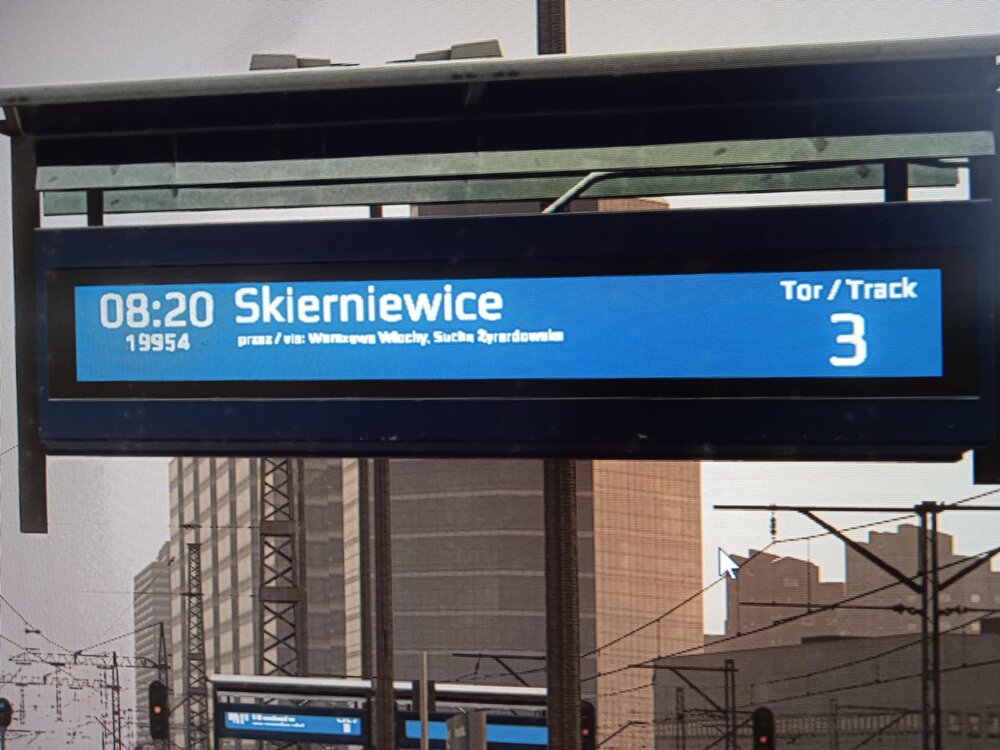 08:20 Skierniewice
19954
przez / via: Warszawa Włochy, Sucha Żyrardowska
Tor / Track
3